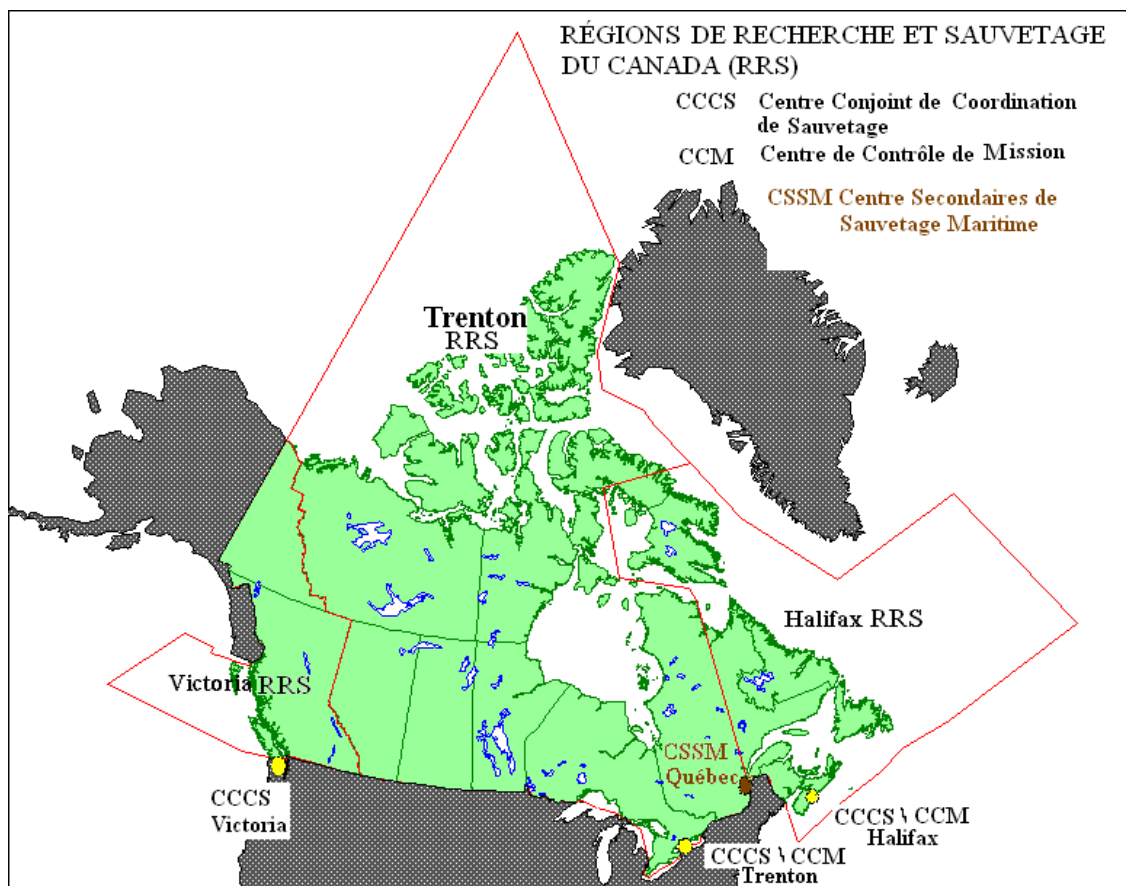 RÉGIONS DE RECHERCHE ET SAUVETAGE
DU CANADA (RRS)
CCCS Centre Conjoint de Coordination
de Sauvetage
CCM Centre de Contrôle de Mission
CSSM Centre Secondaires de
Sauvetage Maritime
Trenton
RRS
Halifax RRS
Victoria RRS
CSSM
Québec
CCCS
Victoria
CCCS \ CCM
Halifax
CCCS \ CCM
Trenton